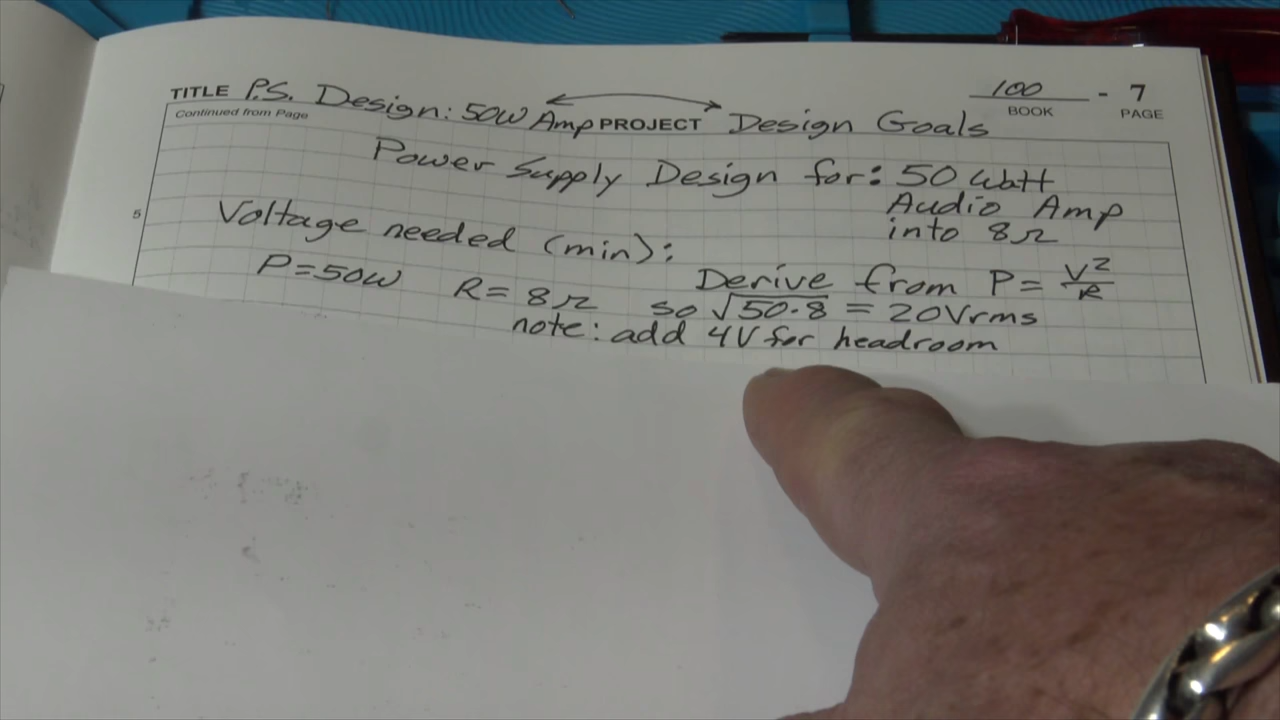 TITLE P.S. Design: 50W Amp PROJECT Design Goals
100 - 7
BOOK PAGE
Continued from Page
Power Supply Design for: 50 Watt
Audio Amp
into 8Ω
5
Voltage needed (min):
P=50W R=8Ω Derive from P=V²/R
so √50·8 = 20Vrms
note: add 4V for headroom